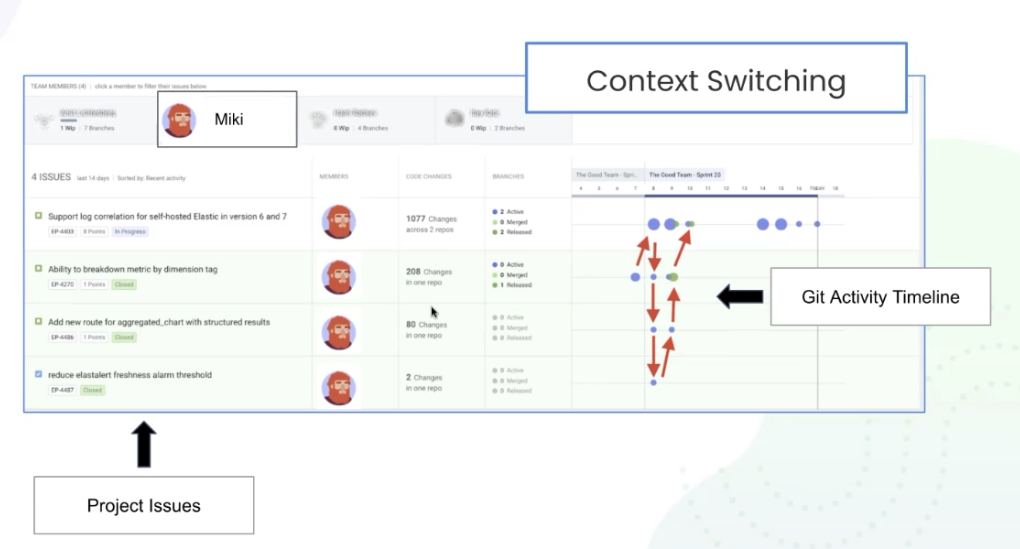 Context Switching
TEAM MEMBERS (4) | click a member to filter their issues below
1 Wip | 7 Branches
Miki
0 Wip | 4 Branches
0 Wip | 2 Branches
4 ISSUES last 14 days | Sorted by: Recent activity
MEMBERS
CODE CHANGES
BRANCHES
The Good Team - Spri...
The Good Team - Sprint 20
4 5 6 7 8 9 10 11 12 13 14 15 16 18
Support log correlation for self-hosted Elastic in version 6 and 7
EP-4403 8 Points In Progress
1077 Changes
across 2 repos
2 Active
0 Merged
2 Released
Ability to breakdown metric by dimension tag
EP-4270 1 Points Closed
208 Changes
in one repo
0 Active
0 Merged
1 Released
Add new route for aggregated_chart with structured results
EP-4486 1 Points Closed
80 Changes
in one repo
0 Active
0 Merged
0 Released
reduce elastalert freshness alarm threshold
EP-4487 Closed
2 Changes
in one repo
0 Active
0 Merged
0 Released
Git Activity Timeline
Project Issues